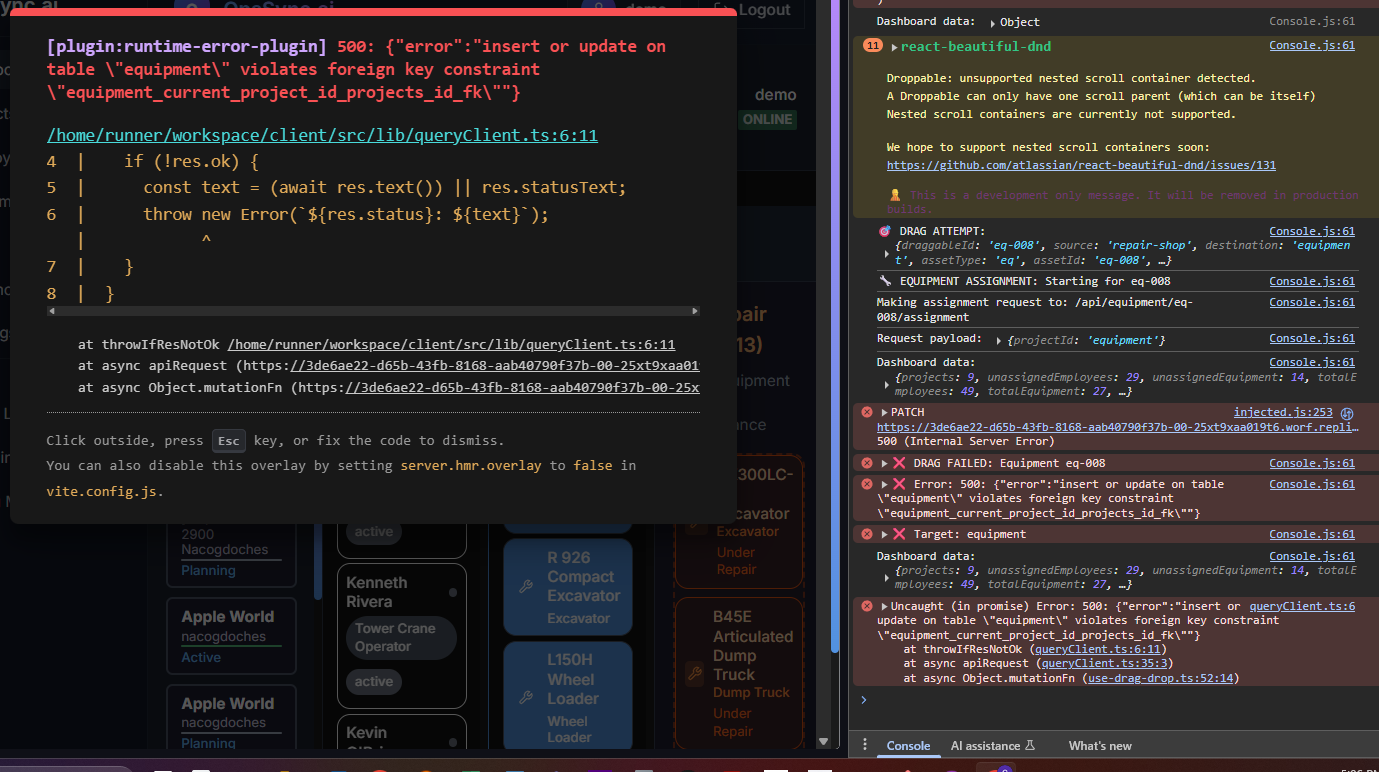 OpsSync.ai
demo
Logout
[plugin:runtime-error-plugin] 500: {"error":"insert or update on
table \"equipment\" violates foreign key constraint
\"equipment_current_project_id_projects_id_fk\""}
/home/runner/workspace/client/src/lib/queryClient.ts:6:11
4 | if (!res.ok) {
5 | const text = (await res.text()) || res.statusText;
6 | throw new Error(`${res.status}: ${text}`);
| ^
7 | }
8 | }
at throwIfResNotOk /home/runner/workspace/client/src/lib/queryClient.ts:6:11
at async apiRequest (https://3de6ae22-d65b-43fb-8168-aab40790f37b-00-25xt9xaa01
at async Object.mutationFn (https://3de6ae22-d65b-43fb-8168-aab40790f37b-00-25x
Click outside, press Esc key, or fix the code to dismiss.
You can also disable this overlay by setting server.hmr.overlay to false in
vite.config.js.
demo
ONLINE
2900
Nacogdoches
Planning
Apple World
nacogdoches
Active
Apple World
nacogdoches
Planning
active
Kenneth
Rivera
Tower Crane
Operator
active
Kevin
R 926
Compact
Excavator
Excavator
L150H
Wheel
Loader
Wheel
Loader
13)
300LC-
Excavator
Under
Repair
B45E
Articulated
Dump
Truck
Dump Truck
Under
Repair
Dashboard data: ▶ Object Console.js:61
11 ▶ react-beautiful-dnd Console.js:61
Droppable: unsupported nested scroll container detected.
A Droppable can only have one scroll parent (which can be itself)
Nested scroll containers are currently not supported.
We hope to support nested scroll containers soon:
https://github.com/atlassian/react-beautiful-dnd/issues/131
This is a development only message. It will be removed in production
builds.
🎯 DRAG ATTEMPT: Console.js:61
{draggableId: 'eq-008', source: 'repair-shop', destination: 'equipmen
t', assetType: 'eq', assetId: 'eq-008', …}
🔧 EQUIPMENT ASSIGNMENT: Starting for eq-008 Console.js:61
Making assignment request to: /api/equipment/eq- Console.js:61
008/assignment
Request payload: ▶ {projectId: 'equipment'} Console.js:61
Dashboard data: Console.js:61
{projects: 9, unassignedEmployees: 29, unassignedEquipment: 14, totalE
mployees: 49, totalEquipment: 27, …}
▶ PATCH injected.js:253
https://3de6ae22-d65b-43fb-8168-aab40790f37b-00-25xt9xaa019t6.worf.repli…
500 (Internal Server Error)
▶ ❌ DRAG FAILED: Equipment eq-008 Console.js:61
▶ ❌ Error: 500: {"error":"insert or update on table Console.js:61
\"equipment\" violates foreign key constraint
\"equipment_current_project_id_projects_id_fk\""}
▶ ❌ Target: equipment Console.js:61
Dashboard data: Console.js:61
{projects: 9, unassignedEmployees: 29, unassignedEquipment: 14, totalE
mployees: 49, totalEquipment: 27, …}
▶ Uncaught (in promise) Error: 500: {"error":"insert or queryClient.ts:6
update on table \"equipment\" violates foreign key constraint
\"equipment_current_project_id_projects_id_fk\""}
at throwIfResNotOk (queryClient.ts:6:11)
at async apiRequest (queryClient.ts:35:3)
at async Object.mutationFn (use-drag-drop.ts:52:14)
Console
AI assistance
What's new